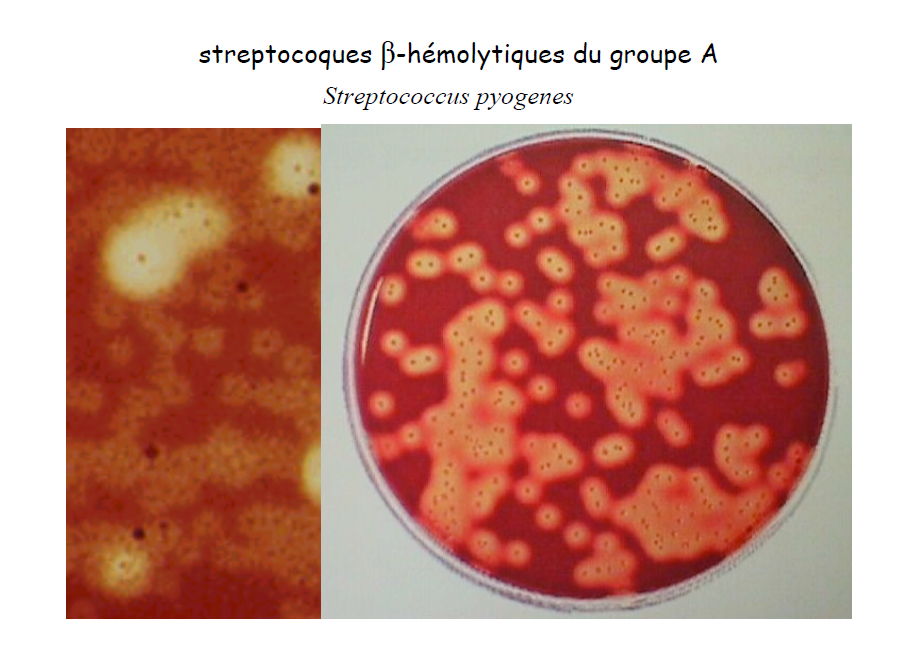 streptocoques β-hémolytiques du groupe A
Streptococcus pyogenes